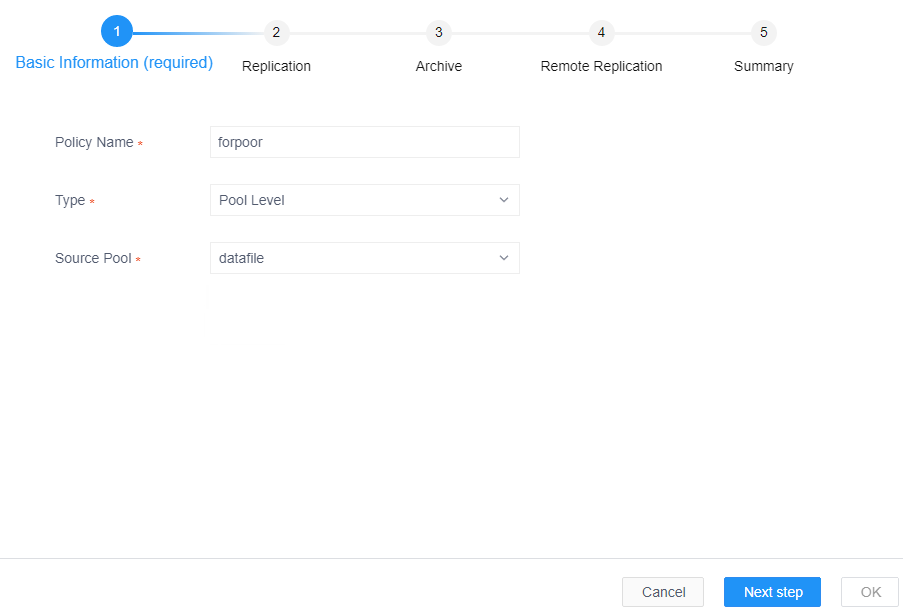 1 2 3 4 5
Basic Information (required) Replication Archive Remote Replication Summary
Policy Name * forpoor
Type * Pool Level
Source Pool * datafile
Cancel Next step OK